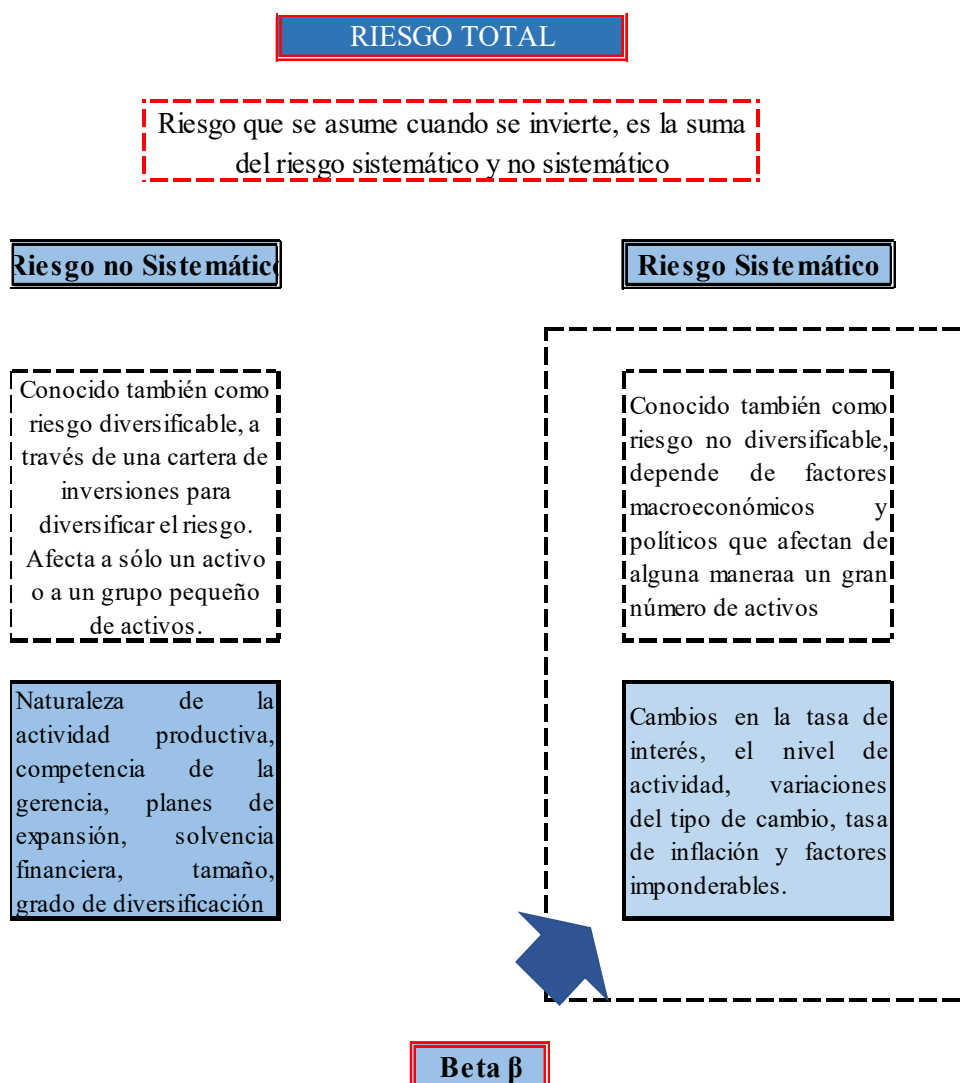 RIESGO TOTAL
Riesgo que se asume cuando se invierte, es la suma
del riesgo sistemático y no sistemático
Riesgo no Sistemático
Conocido también como
riesgo diversificable, a
través de una cartera de
inversiones para
diversificar el riesgo.
Afecta a sólo un activo
o a un grupo pequeño
de activos.
Naturaleza de la
actividad productiva,
competencia de la
gerencia, planes de
expansión, solvencia
financiera, tamaño,
grado de diversificación
Riesgo Sistemático
Conocido también como
riesgo no diversificable,
depende de factores
macroeconómicos y
políticos que afectan de
alguna maneraa un gran
número de activos
Cambios en la tasa de
interés, el nivel de
actividad, variaciones
del tipo de cambio, tasa
de inflación y factores
imponderables.
Beta β